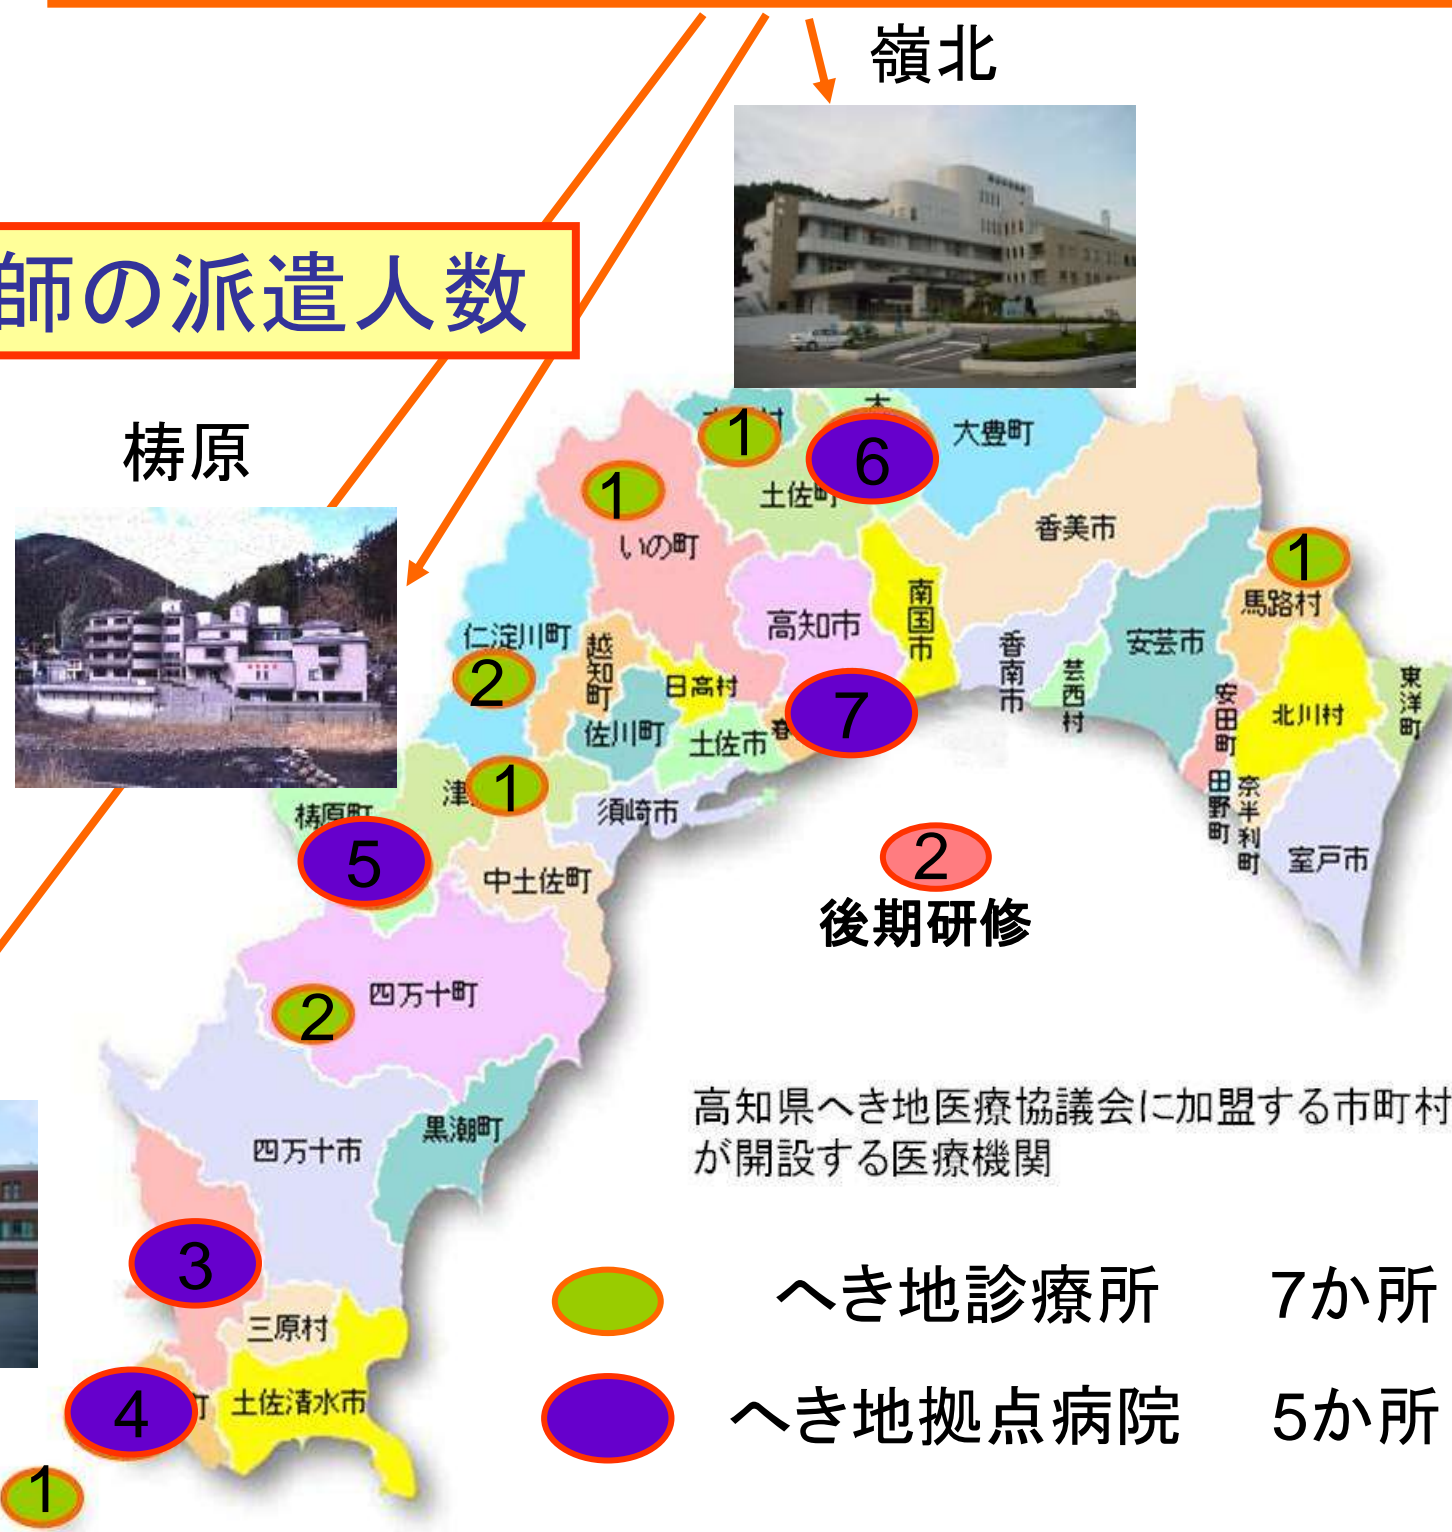 嶺北
師の派遣人数
梼原
1
6
大豊町
1
土佐町
香美市
いの町
1
馬路村
南国市
高知市
仁淀川町
越知町
香南市
安芸市
芸西村
2
日高村
7
安田町
北川村
東洋町
佐川町
土佐市
春
津
1
須崎市
田野町
奈半利町
梼原町
5
中土佐町
2
室戸市
後期研修
四万十町
2
高知県へき地医療協議会に加盟する市町村
が開設する医療機関
黒潮町
四万十市
3
へき地診療所 7か所
三原村
4
町
土佐清水市
へき地拠点病院 5か所
1